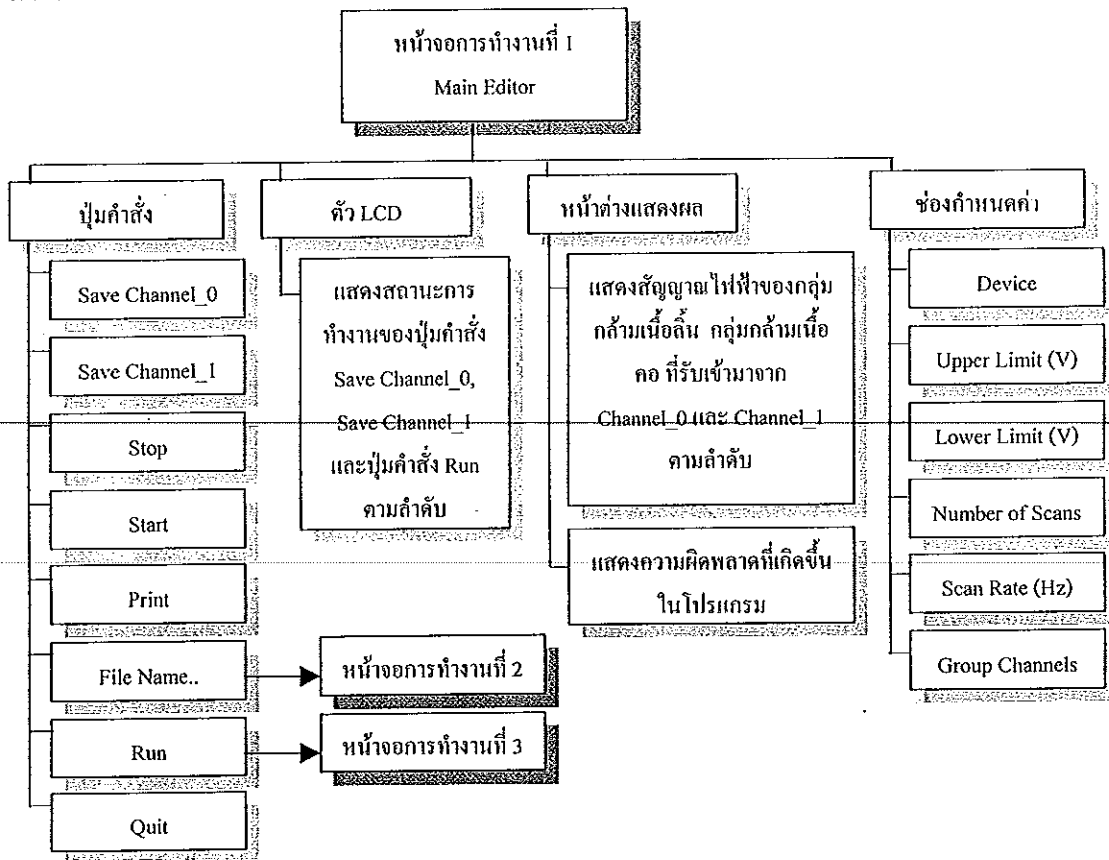 หน้าจอการทำงานที่ 1
Main Editor
ปุ่มคำสั่ง
Save Channel_0
Save Channel_1
Stop
Start
Print
File Name..
Run
Quit
หน้าจอการทำงานที่ 2
หน้าจอการทำงานที่ 3
ตัว LCD
แสดงสถานะการ
ทำงานของปุ่มคำสั่ง
Save Channel_0,
Save Channel_1
และปุ่มคำสั่ง Run
ตามลำดับ
หน้าต่างแสดงผล
แสดงสัญญาณไฟฟ้าของกลุ่ม
กล้ามเนื้อลิ้น กลุ่มกล้ามเนื้อ
คอ ที่รับเข้ามาจาก
Channel_0 และ Channel_1
ตามลำดับ
แสดงความผิดพลาดที่เกิดขึ้น
ในโปรแกรม
ช่องกำหนดค่า
Device
Upper Limit (V)
Lower Limit (V)
Number of Scans
Scan Rate (Hz)
Group Channels